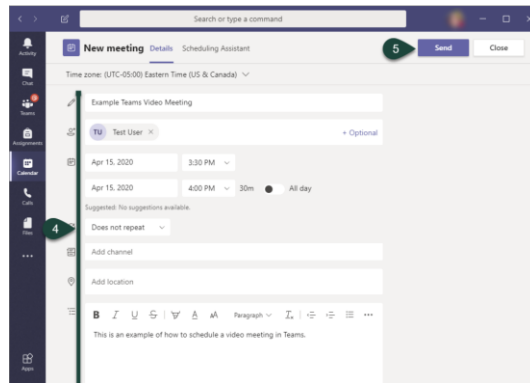 Search or type a command
Activity
Chat
Teams
Assignments
Calendar
Calls
Files
Apps
New meeting Details Scheduling Assistant
5
Send
Close
Time zone: (UTC-05:00) Eastern Time (US & Canada)
Example Teams Video Meeting
TU Test User × + Optional
Apr 15, 2020 3:30 PM
Apr 15, 2020 4:00 PM 30m All day
Suggested: No suggestions available.
4
Does not repeat
Add channel
Add location
B I U S A AA Paragraph Tx
This is an example of how to schedule a video meeting in Teams.